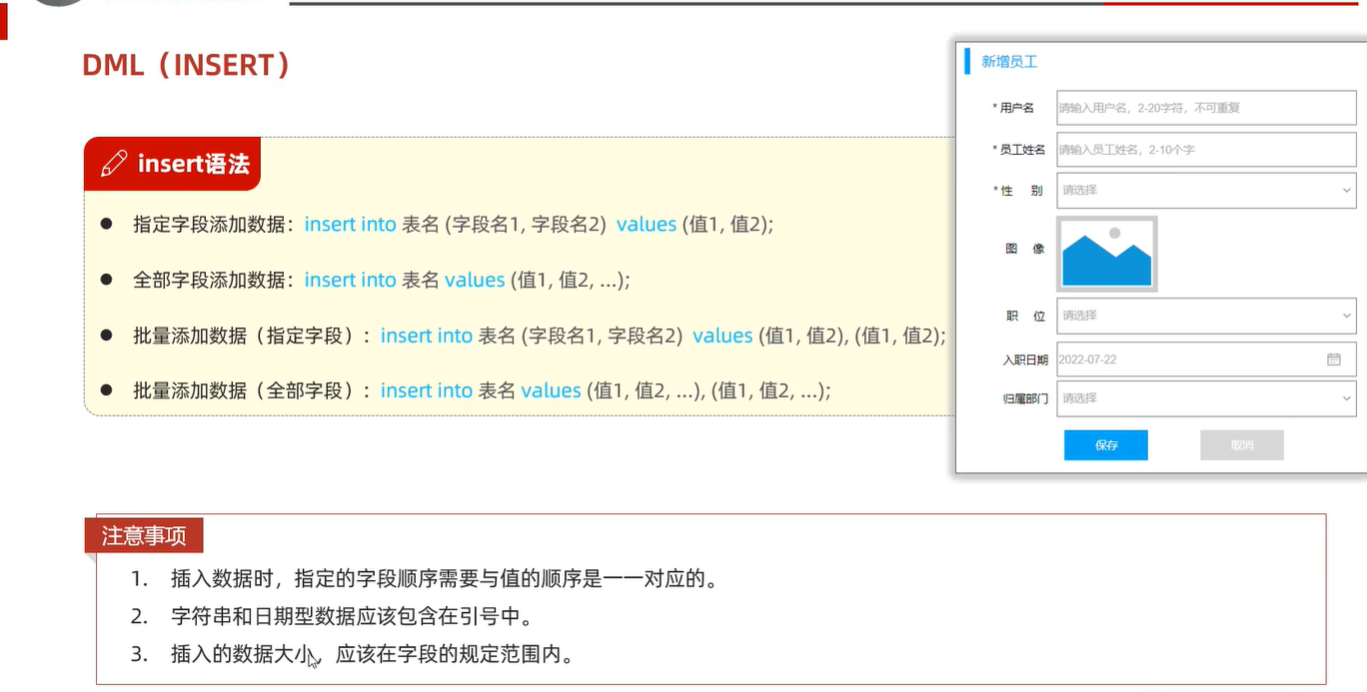 DML（INSERT）
insert语法
● 指定字段添加数据：insert into 表名 (字段名1, 字段名2) values (值1, 值2);
● 全部字段添加数据：insert into 表名 values (值1, 值2, ...);
● 批量添加数据（指定字段）：insert into 表名 (字段名1, 字段名2) values (值1, 值2), (值1, 值2);
● 批量添加数据（全部字段）：insert into 表名 values (值1, 值2, ...), (值1, 值2, ...);
新增员工
* 用户名 请输入用户名，2-20字符，不可重复
* 员工姓名 请输入员工姓名，2-10个字
* 性 别 请选择
图 像
职 位 请选择
入职日期 2022-07-22
归属部门 请选择
保存 取消
注意事项
1. 插入数据时，指定的字段顺序需要与值的顺序是一一对应的。
2. 字符串和日期型数据应该包含在引号中。
3. 插入的数据大小，应该在字段的规定范围内。